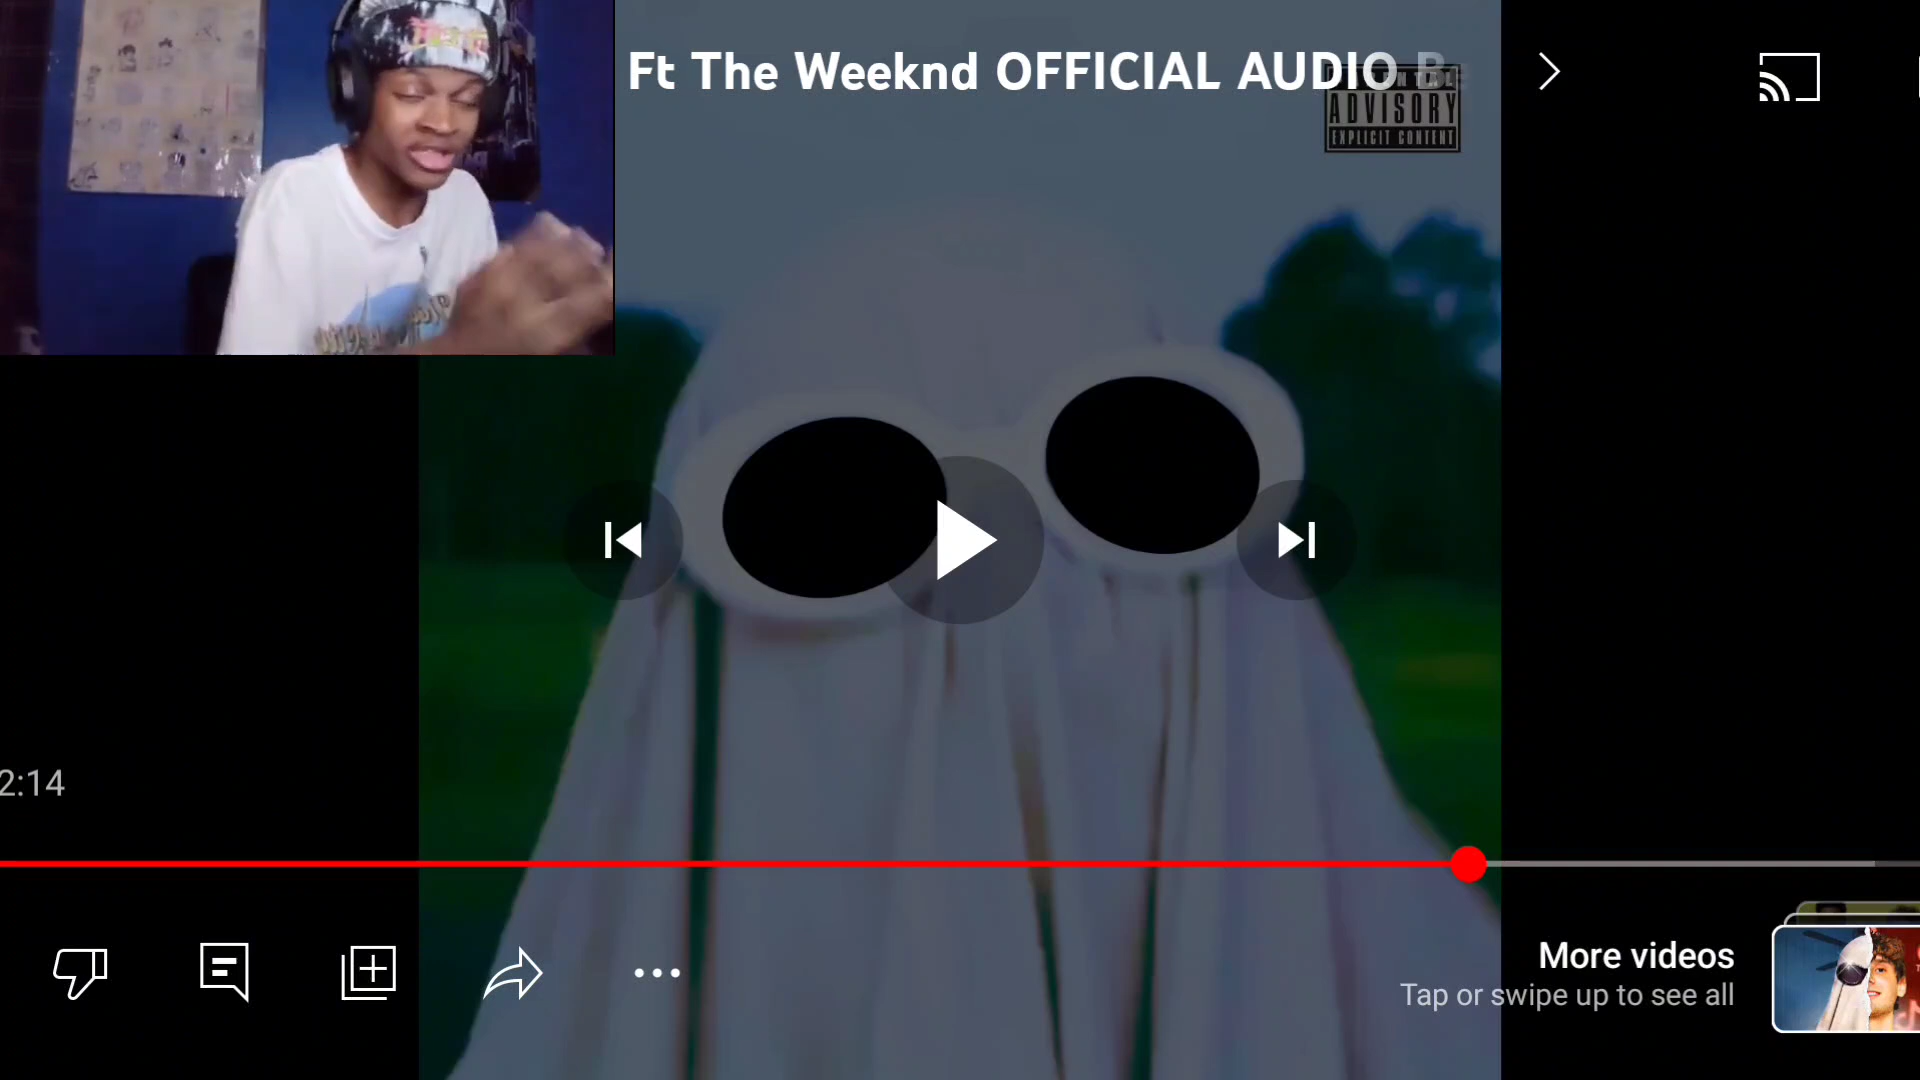 Ft The Weeknd OFFICIAL AUDIO
ADVISORY
EXPLICIT CONTENT
2:14
More videos
Tap or swipe up to see all